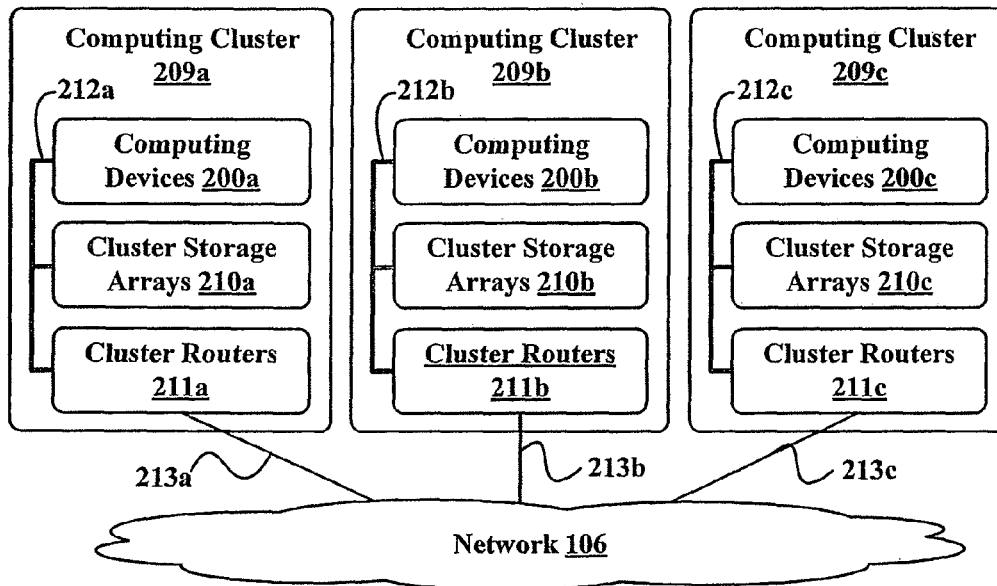 Computing Cluster
209a
212a
Computing
Devices 200a
Cluster Storage
Arrays 210a
Cluster Routers
211a
Computing Cluster
209b
212b
Computing
Devices 200b
Cluster Storage
Arrays 210b
Cluster Routers
211b
Computing Cluster
209c
212c
Computing
Devices 200c
Cluster Storage
Arrays 210c
Cluster Routers
211c
213a
213b
213c
Network 106